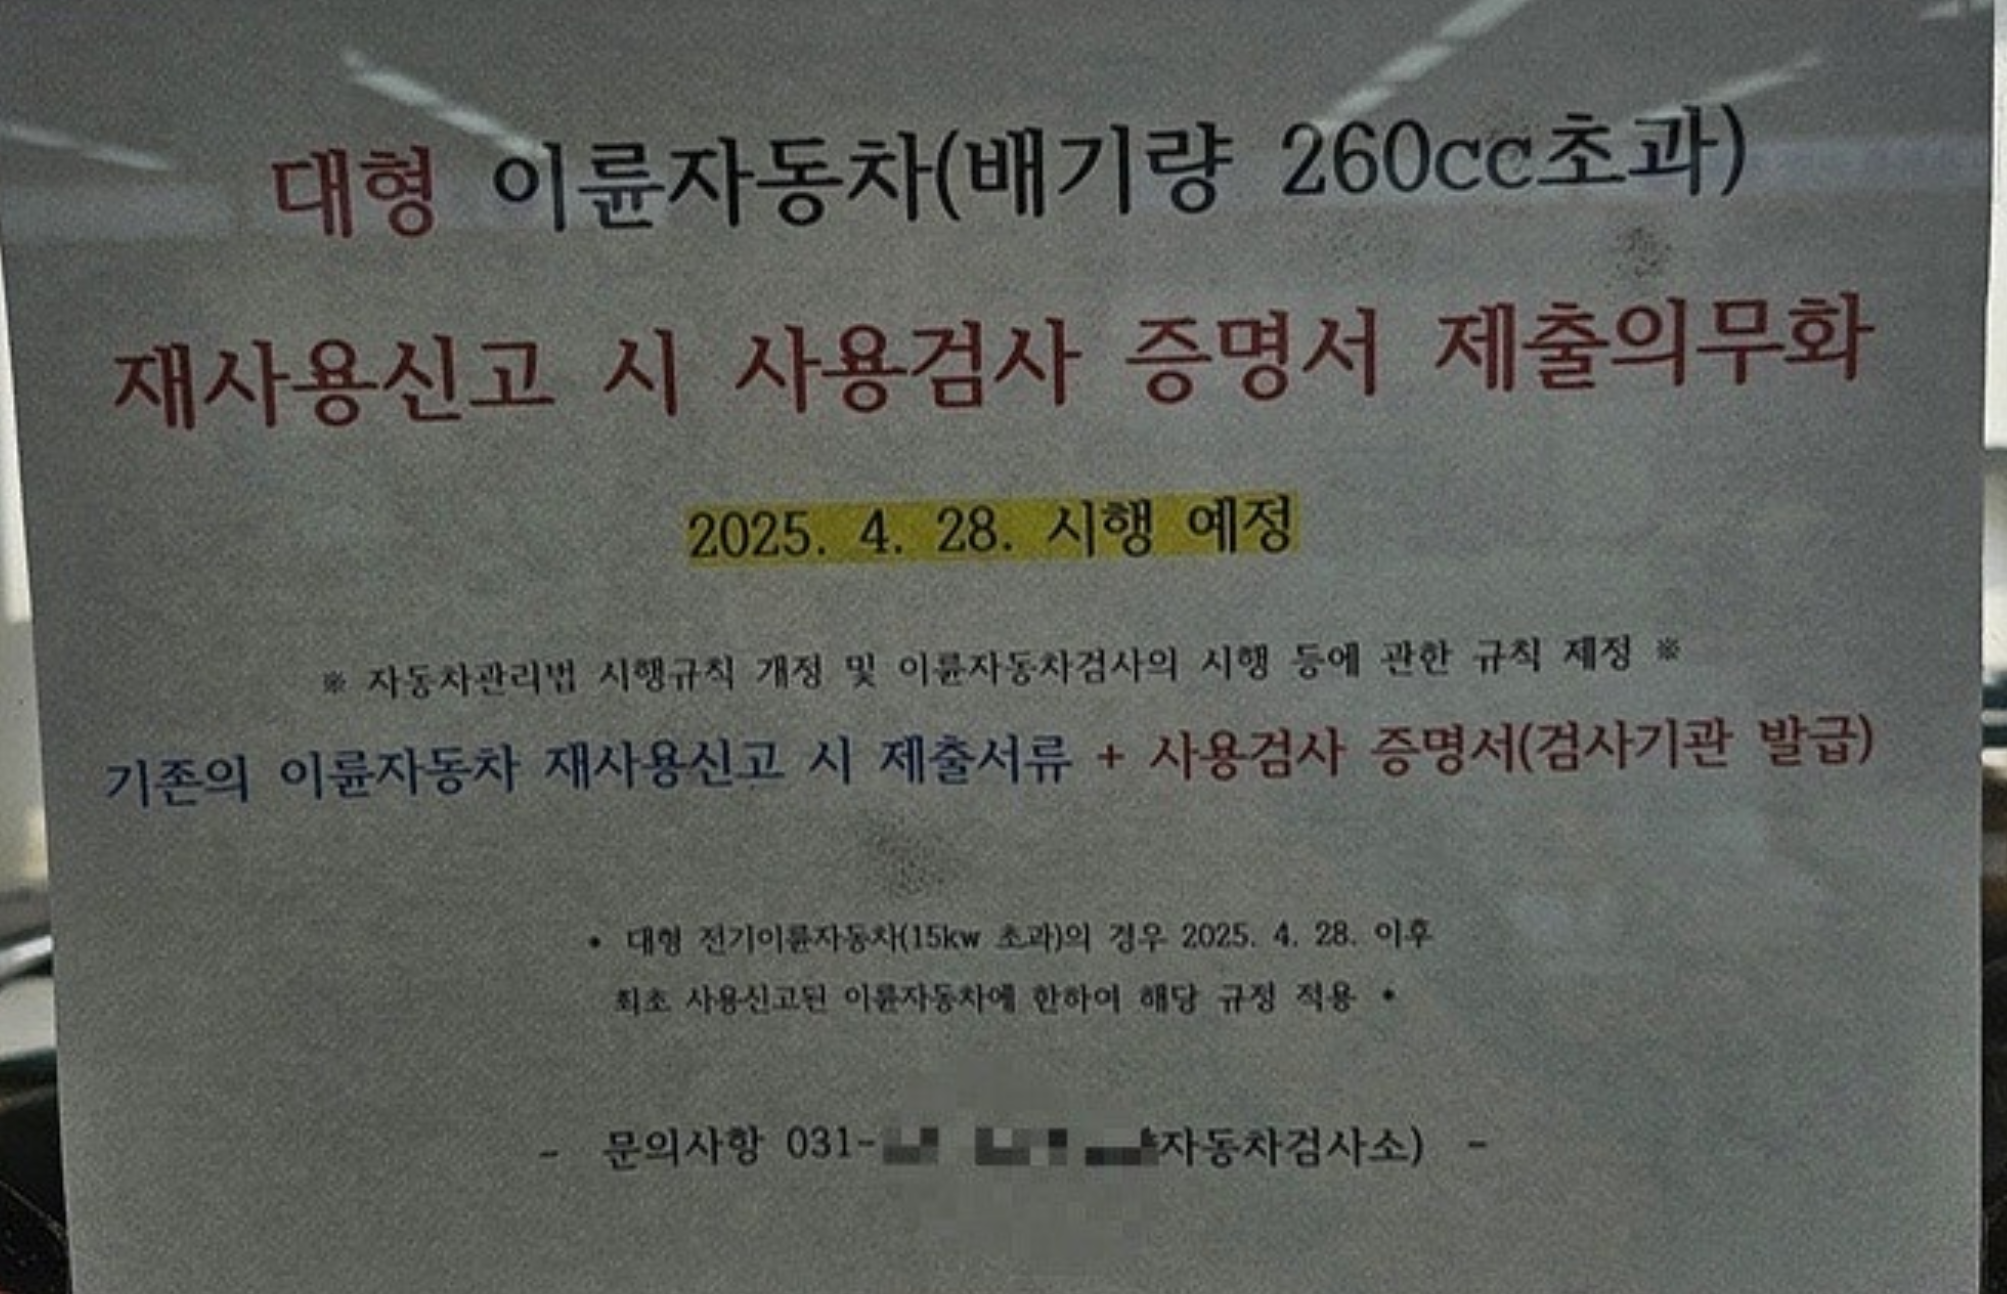 대형 이륜자동차(배기량 260cc초과)
재사용신고 시 사용검사 증명서 제출의무화
2025. 4. 28. 시행 예정
※ 자동차관리법 시행규칙 개정 및 이륜자동차검사의 시행 등에 관한 규칙 제정 ※
기존의 이륜자동차 재사용신고 시 제출서류 + 사용검사 증명서(검사기관 발급)
• 대형 전기이륜자동차(15kw 초과)의 경우 2025. 4. 28. 이후
최초 사용신고된 이륜자동차에 한하여 해당 규정 적용 •
- 문의사항 031- 자동차검사소) -